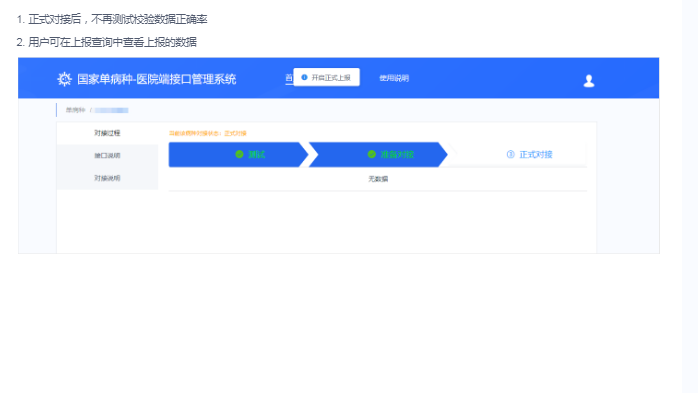 1. 正式对接后，不再测试校验数据正确率
2. 用户可在上报查询中查看上报的数据
国家单病种-医院端接口管理系统
首
开启正式上报
使用说明
单病种 /
对接过程
当前该病种对接状态：正式对接
接口说明
测试
准备对接
③ 正式对接
对接说明
无数据